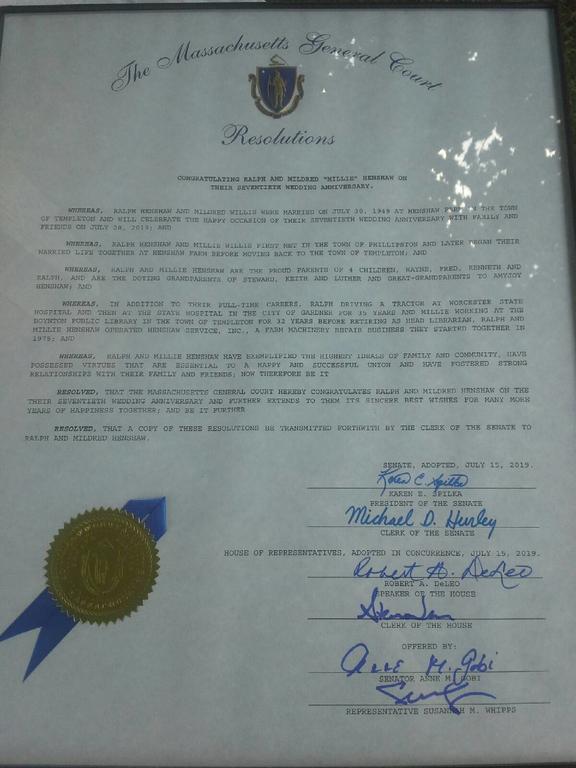 The Massachusetts General Court
Resolutions
CONGRATULATING RALPH AND MILDRED "MILLIE" HENSHAW ON
THEIR SEVENTIETH WEDDING ANNIVERSARY.
WHEREAS, RALPH HENSHAW AND MILDRED WILLIS WERE MARRIED ON JULY 30, 1949 AT HENSHAW FARM IN THE TOWN
OF TEMPLETON AND WILL CELEBRATE THE HAPPY OCCASION OF THEIR SEVENTIETH WEDDING ANNIVERSARY WITH FAMILY AND
FRIENDS ON JULY 28, 2019; AND
WHEREAS, RALPH HENSHAW AND MILLIE WILLIS FIRST MET IN THE TOWN OF PHILLIPSTON AND LATER BEGAN THEIR
MARRIED LIFE TOGETHER AT HENSHAW FARM BEFORE MOVING BACK TO THE TOWN OF TEMPLETON; AND
WHEREAS, RALPH AND MILLIE HENSHAW ARE THE PROUD PARENTS OF 4 CHILDREN, WAYNE, FRED, KENNETH AND
RALPH, AND ARE THE DOTING GRANDPARENTS OF STEWARD, KEITH AND LUTHER AND GREAT-GRANDPARENTS TO AMYJOY
HENSHAW; AND
WHEREAS, IN ADDITION TO THEIR FULL-TIME CAREERS, RALPH DRIVING A TRACTOR AT WORCESTER STATE
HOSPITAL AND THEN AT THE STATE HOSPITAL IN THE CITY OF GARDNER FOR 35 YEARS AND MILLIE WORKING AT THE
BOYNTON PUBLIC LIBRARY IN THE TOWN OF TEMPLETON FOR 32 YEARS BEFORE RETIRING AS HEAD LIBRARIAN, RALPH AND
MILLIE HENSHAW OPERATED HENSHAW SERVICE, INC., A FARM MACHINERY REPAIR BUSINESS THEY STARTED TOGETHER IN
1975; AND
WHEREAS, RALPH AND MILLIE HENSHAW HAVE EXEMPLIFIED THE HIGHEST IDEALS OF FAMILY AND COMMUNITY, HAVE
POSSESSED VIRTUES THAT ARE ESSENTIAL TO A HAPPY AND SUCCESSFUL UNION AND HAVE FOSTERED STRONG
RELATIONSHIPS WITH THEIR FAMILY AND FRIENDS; NOW THEREFORE BE IT
RESOLVED, THAT THE MASSACHUSETTS GENERAL COURT HEREBY CONGRATULATES RALPH AND MILDRED HENSHAW ON THE
THEIR SEVENTIETH WEDDING ANNIVERSARY AND FURTHER EXTENDS TO THEM ITS SINCERE BEST WISHES FOR MANY MORE
YEARS OF HAPPINESS TOGETHER; AND BE IT FURTHER
RESOLVED, THAT A COPY OF THESE RESOLUTIONS BE TRANSMITTED FORTHWITH BY THE CLERK OF THE SENATE TO
RALPH AND MILDRED HENSHAW.
SENATE, ADOPTED, JULY 15, 2019.
Karen E. Spilka
KAREN E. SPILKA
PRESIDENT OF THE SENATE
Michael D. Hurley
CLERK OF THE SENATE
HOUSE OF REPRESENTATIVES, ADOPTED IN CONCURRENCE, JULY 15, 2019.
Robert A. DeLeo
ROBERT A. DeLEO
SPEAKER OF THE HOUSE
CLERK OF THE HOUSE
OFFERED BY:
Anne M. Gobi
SENATOR ANNE M. GOBI
REPRESENTATIVE SUSANNAH M. WHIPPS